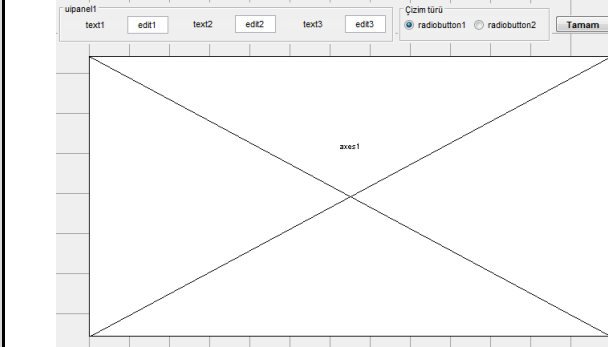 uipanel1
text1 edit1 text2 edit2 text3 edit3
Çizim türü
radiobutton1 radiobutton2
Tamam
axes1